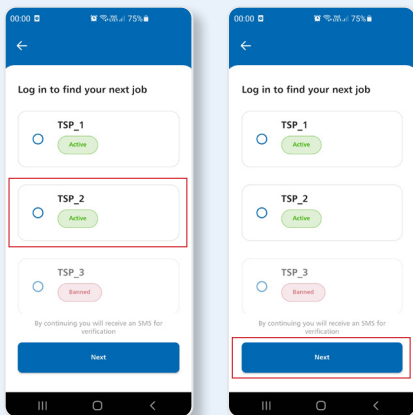 00:00
75%
Log in to find your next job
TSP_1
Active
TSP_2
Active
TSP_3
Banned
By continuing you will receive an SMS for
verification
Next
00:00
75%
Log in to find your next job
TSP_1
Active
TSP_2
Active
TSP_3
Banned
By continuing you will receive an SMS for
verification
Next